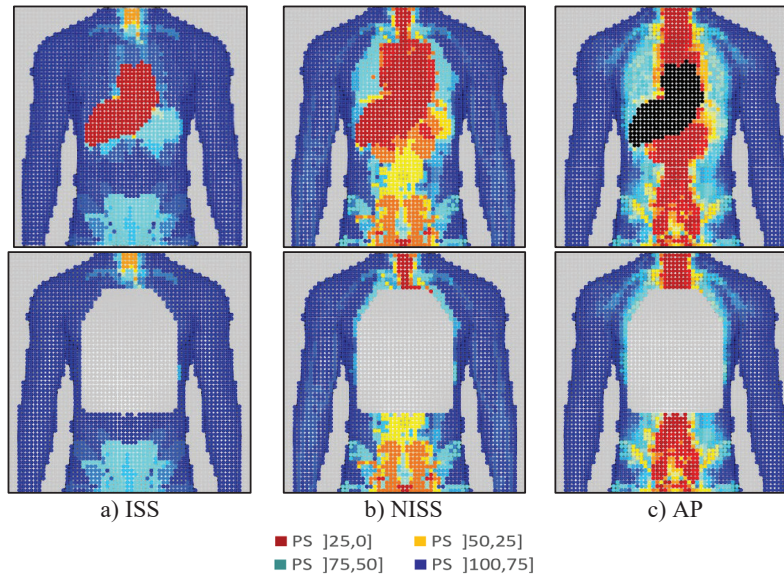 a) ISS
b) NISS
c) AP
PS ]25,0]
PS ]50,25]
PS ]75,50]
PS ]100,75]